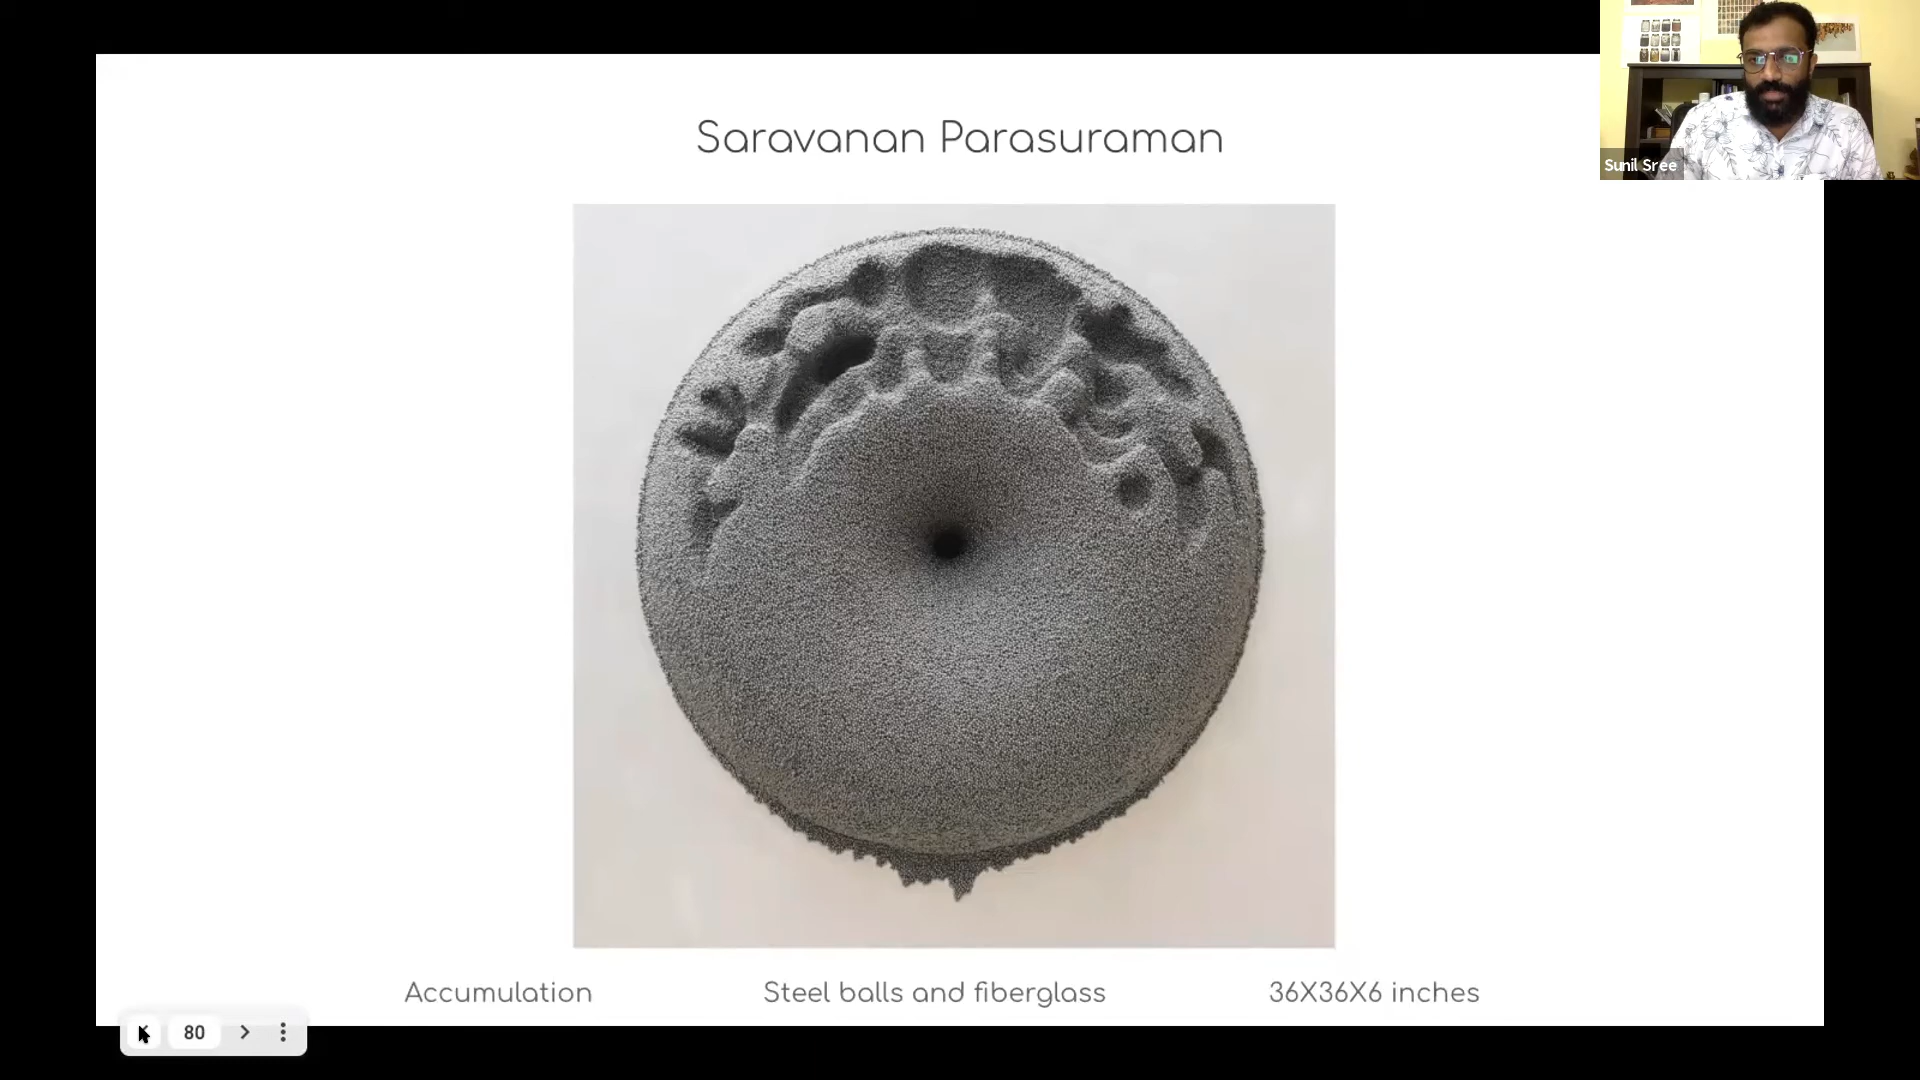 Saravanan Parasuraman
Sunil Sree
Accumulation
Steel balls and fiberglass
36X36X6 inches
80